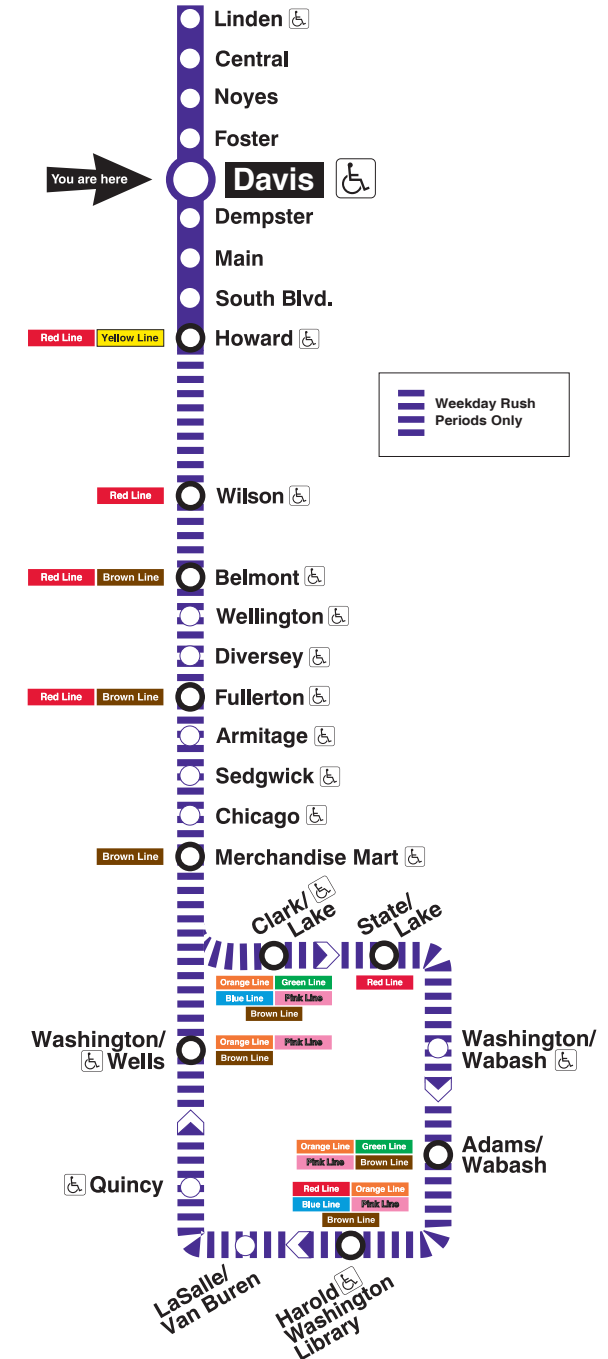 Linden
Central
Noyes
Foster
You are here
Davis
Dempster
Main
South Blvd.
Red Line Yellow Line
Howard
Weekday Rush
Periods Only
Red Line
Wilson
Red Line Brown Line
Belmont
Wellington
Diversey
Red Line Brown Line
Fullerton
Armitage
Sedgwick
Chicago
Brown Line
Merchandise Mart
Clark/
Lake
State/
Lake
Orange Line Green Line
Blue Line Pink Line
Brown Line
Red Line
Washington/
Wells
Orange Line Pink Line
Brown Line
Washington/
Wabash
Orange Line Green Line
Pink Line Brown Line
Adams/
Wabash
Red Line Orange Line
Blue Line Pink Line
Brown Line
Quincy
LaSalle/
Van Buren
Harold
Washington
Library